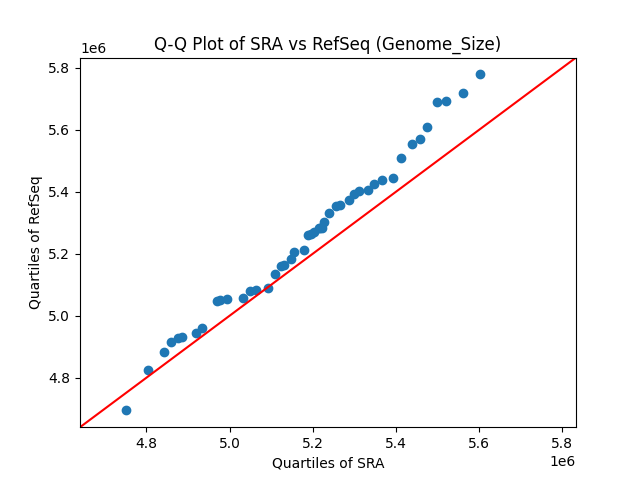 Q-Q Plot of SRA vs RefSeq (Genome_Size)
1e6
5.8
5.6
5.4
5.2
5.0
4.8
Quartiles of RefSeq
4.8 5.0 5.2 5.4 5.6 5.8
1e6
Quartiles of SRA